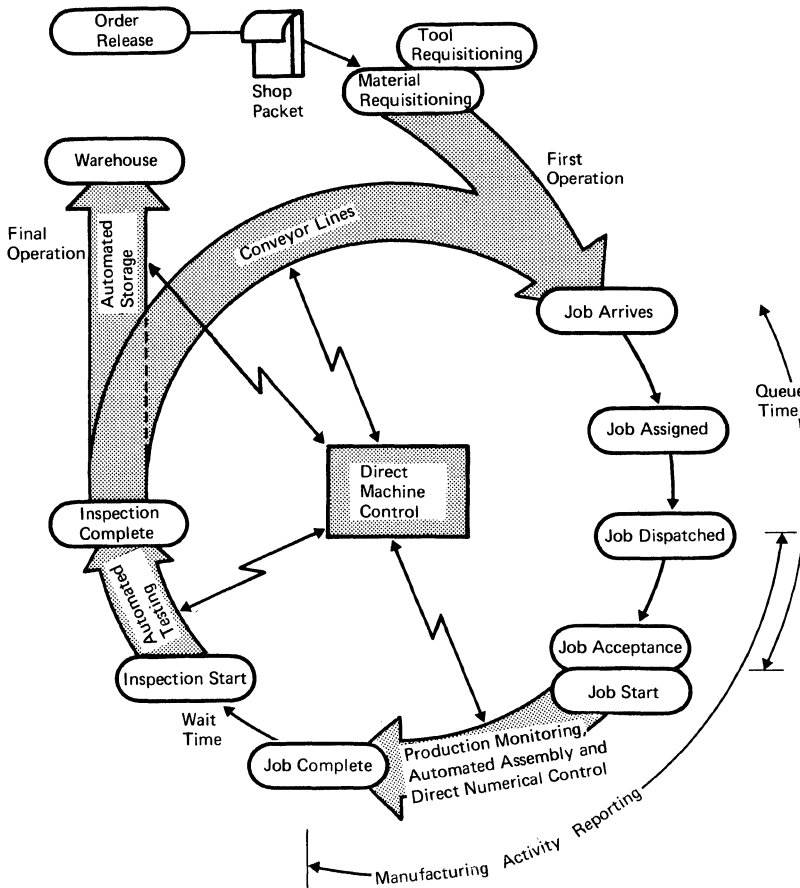 Order
Release
Shop
Packet
Tool
Requisitioning
Material
Requisitioning
First
Operation
Warehouse
Final
Operation
Automated
Storage
Conveyor Lines
Job Arrives
Queue
Time
Job Assigned
Direct
Machine
Control
Inspection
Complete
Job Dispatched
Automated
Testing
Job Acceptance
Inspection Start
Job Start
Wait
Time
Job Complete
Production Monitoring,
Automated Assembly and
Direct Numerical Control
Manufacturing Activity Reporting